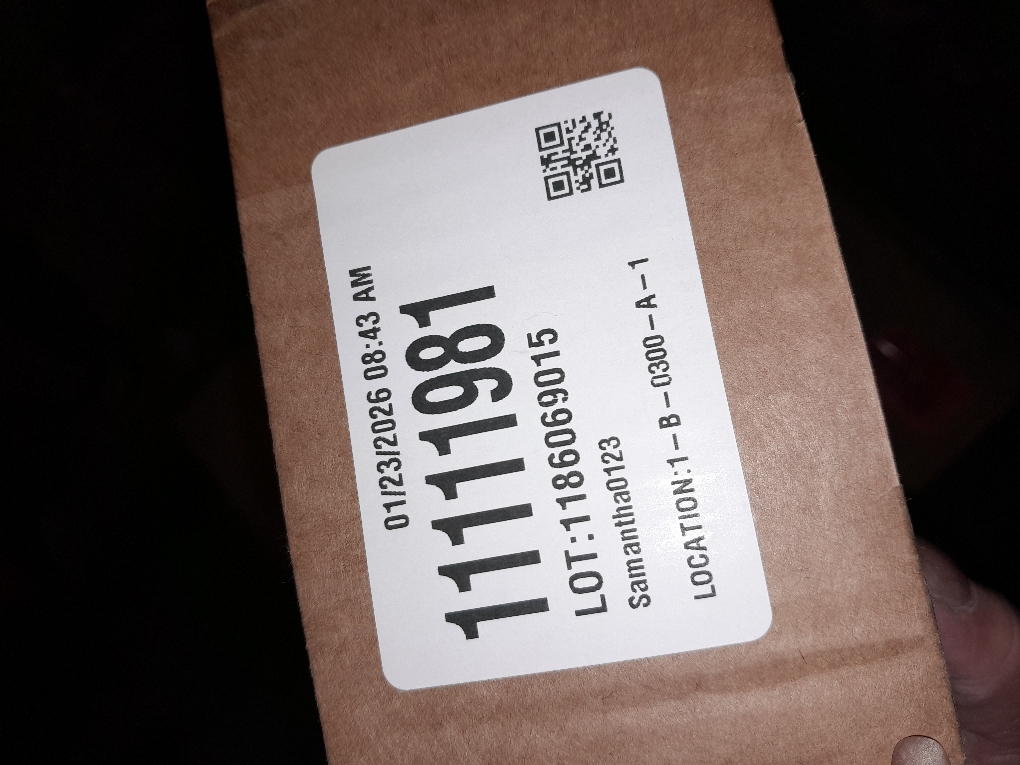 01/23/2026 08:43 AM
11111981
LOT:1186069015
Samantha0123
LOCATION:1-B-0300-A-1